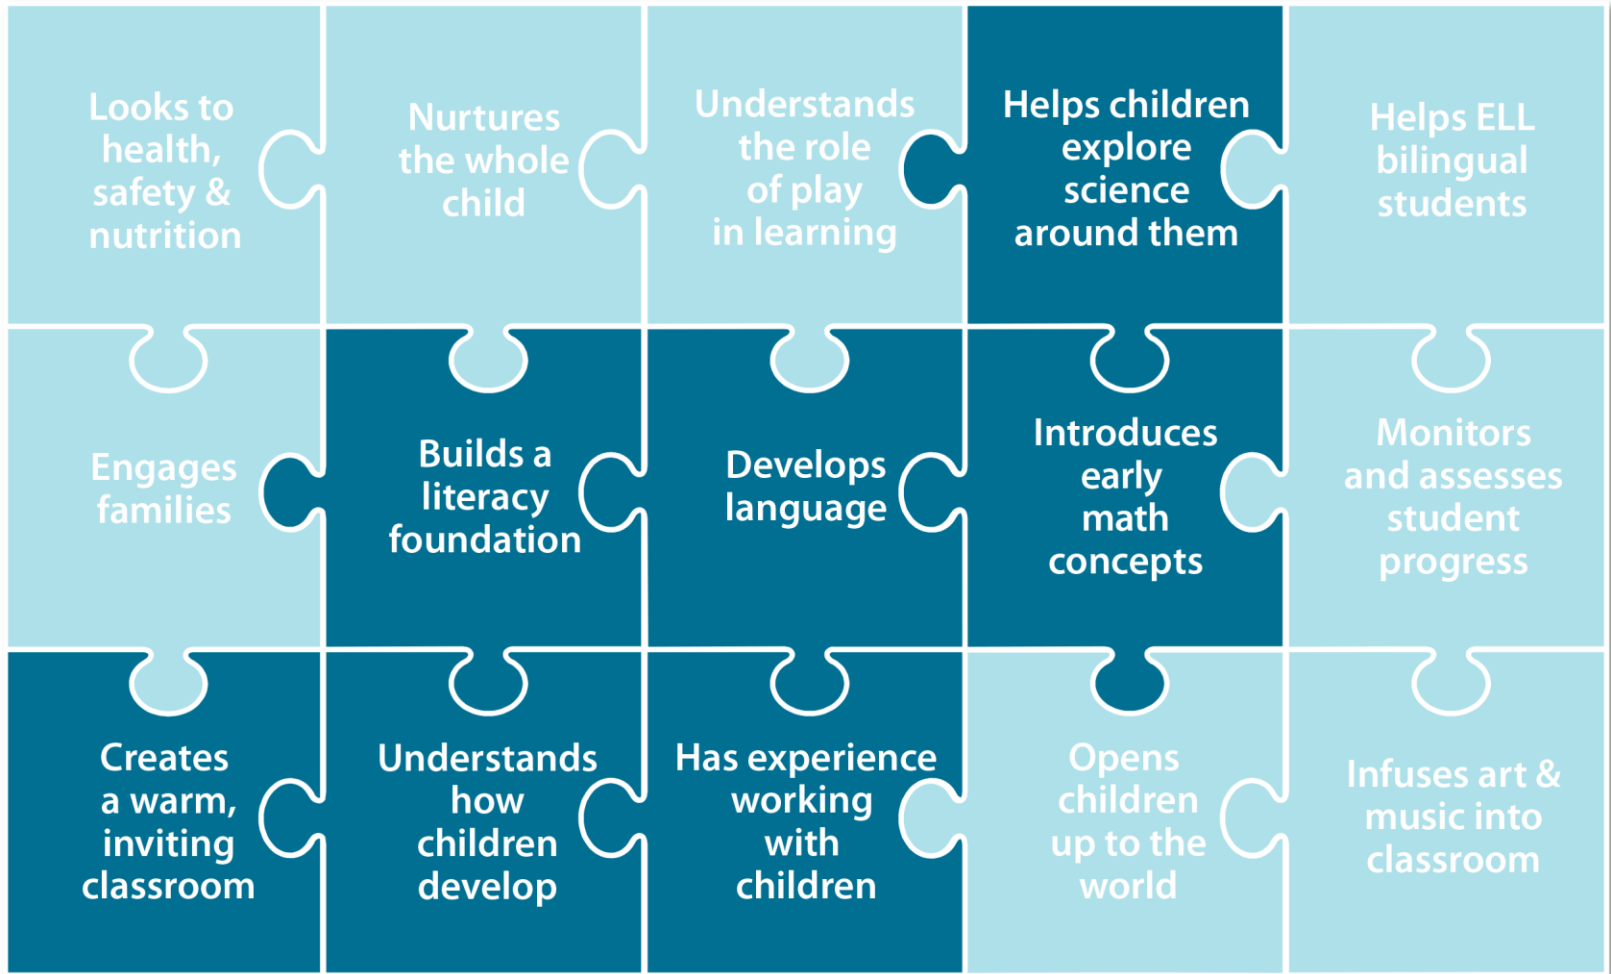 Looks to
health,
safety &
nutrition
Nurtures
the whole
child
Understands
the role
of play
in learning
Helps children
explore
science
around them
Helps ELL
bilingual
students
Engages
families
Builds a
literacy
foundation
Develops
language
Introduces
early
math
concepts
Monitors
and assesses
student
progress
Creates
a warm,
inviting
classroom
Understands
how
children
develop
Has experience
working
with
children
Opens
children
up to the
world
Infuses art &
music into
classroom